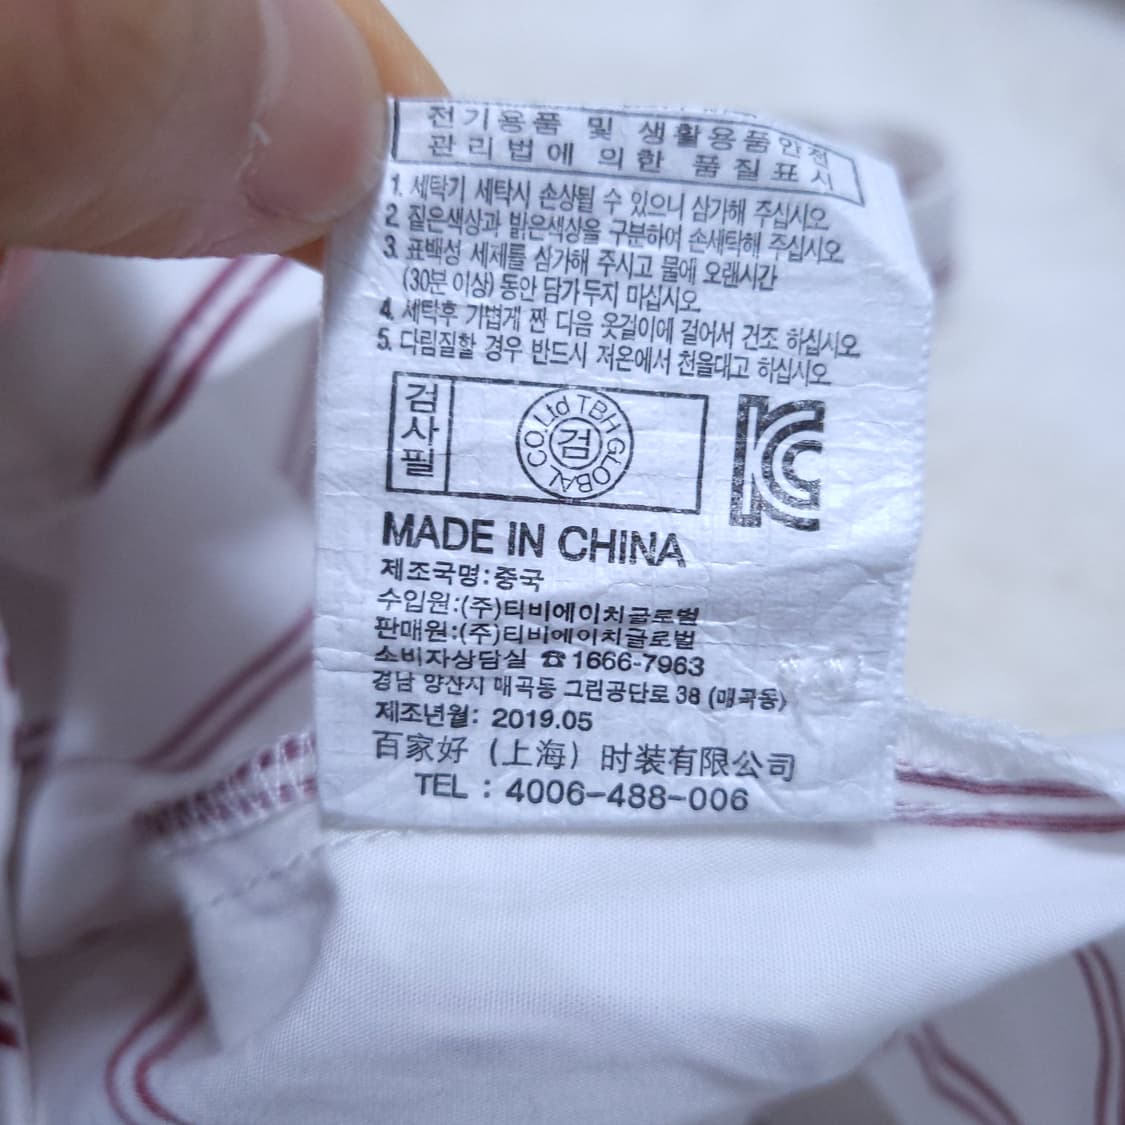 전기용품 및 생활용품안전
관리법에 의한 품질표시
1. 세탁기 세탁시 손상될 수 있으니 삼가해 주십시오
2. 짙은색상과 밝은색상을 구분하여 손세탁해 주십시오
3. 표백성 세제를 삼가해 주시고 물에 오랜시간
(30분 이상) 동안 담가두지 마십시오.
4. 세탁후 가볍게 짠 다음 옷걸이에 걸어서 건조 하십시오
5. 다림질할 경우 반드시 저온에서 천을대고 하십시오
검사필
CO.Ltd TBH GLOBAL
검
KC
MADE IN CHINA
제조국명:중국
수입원:(주)티비에이치글로벌
판매원:(주)티비에이치글로벌
소비자상담실 ☎1666-7963
경남 양산시 매곡동 그린공단로 38 (매곡동)
제조년월: 2019.05
百家好（上海）时装有限公司
TEL : 4006-488-006